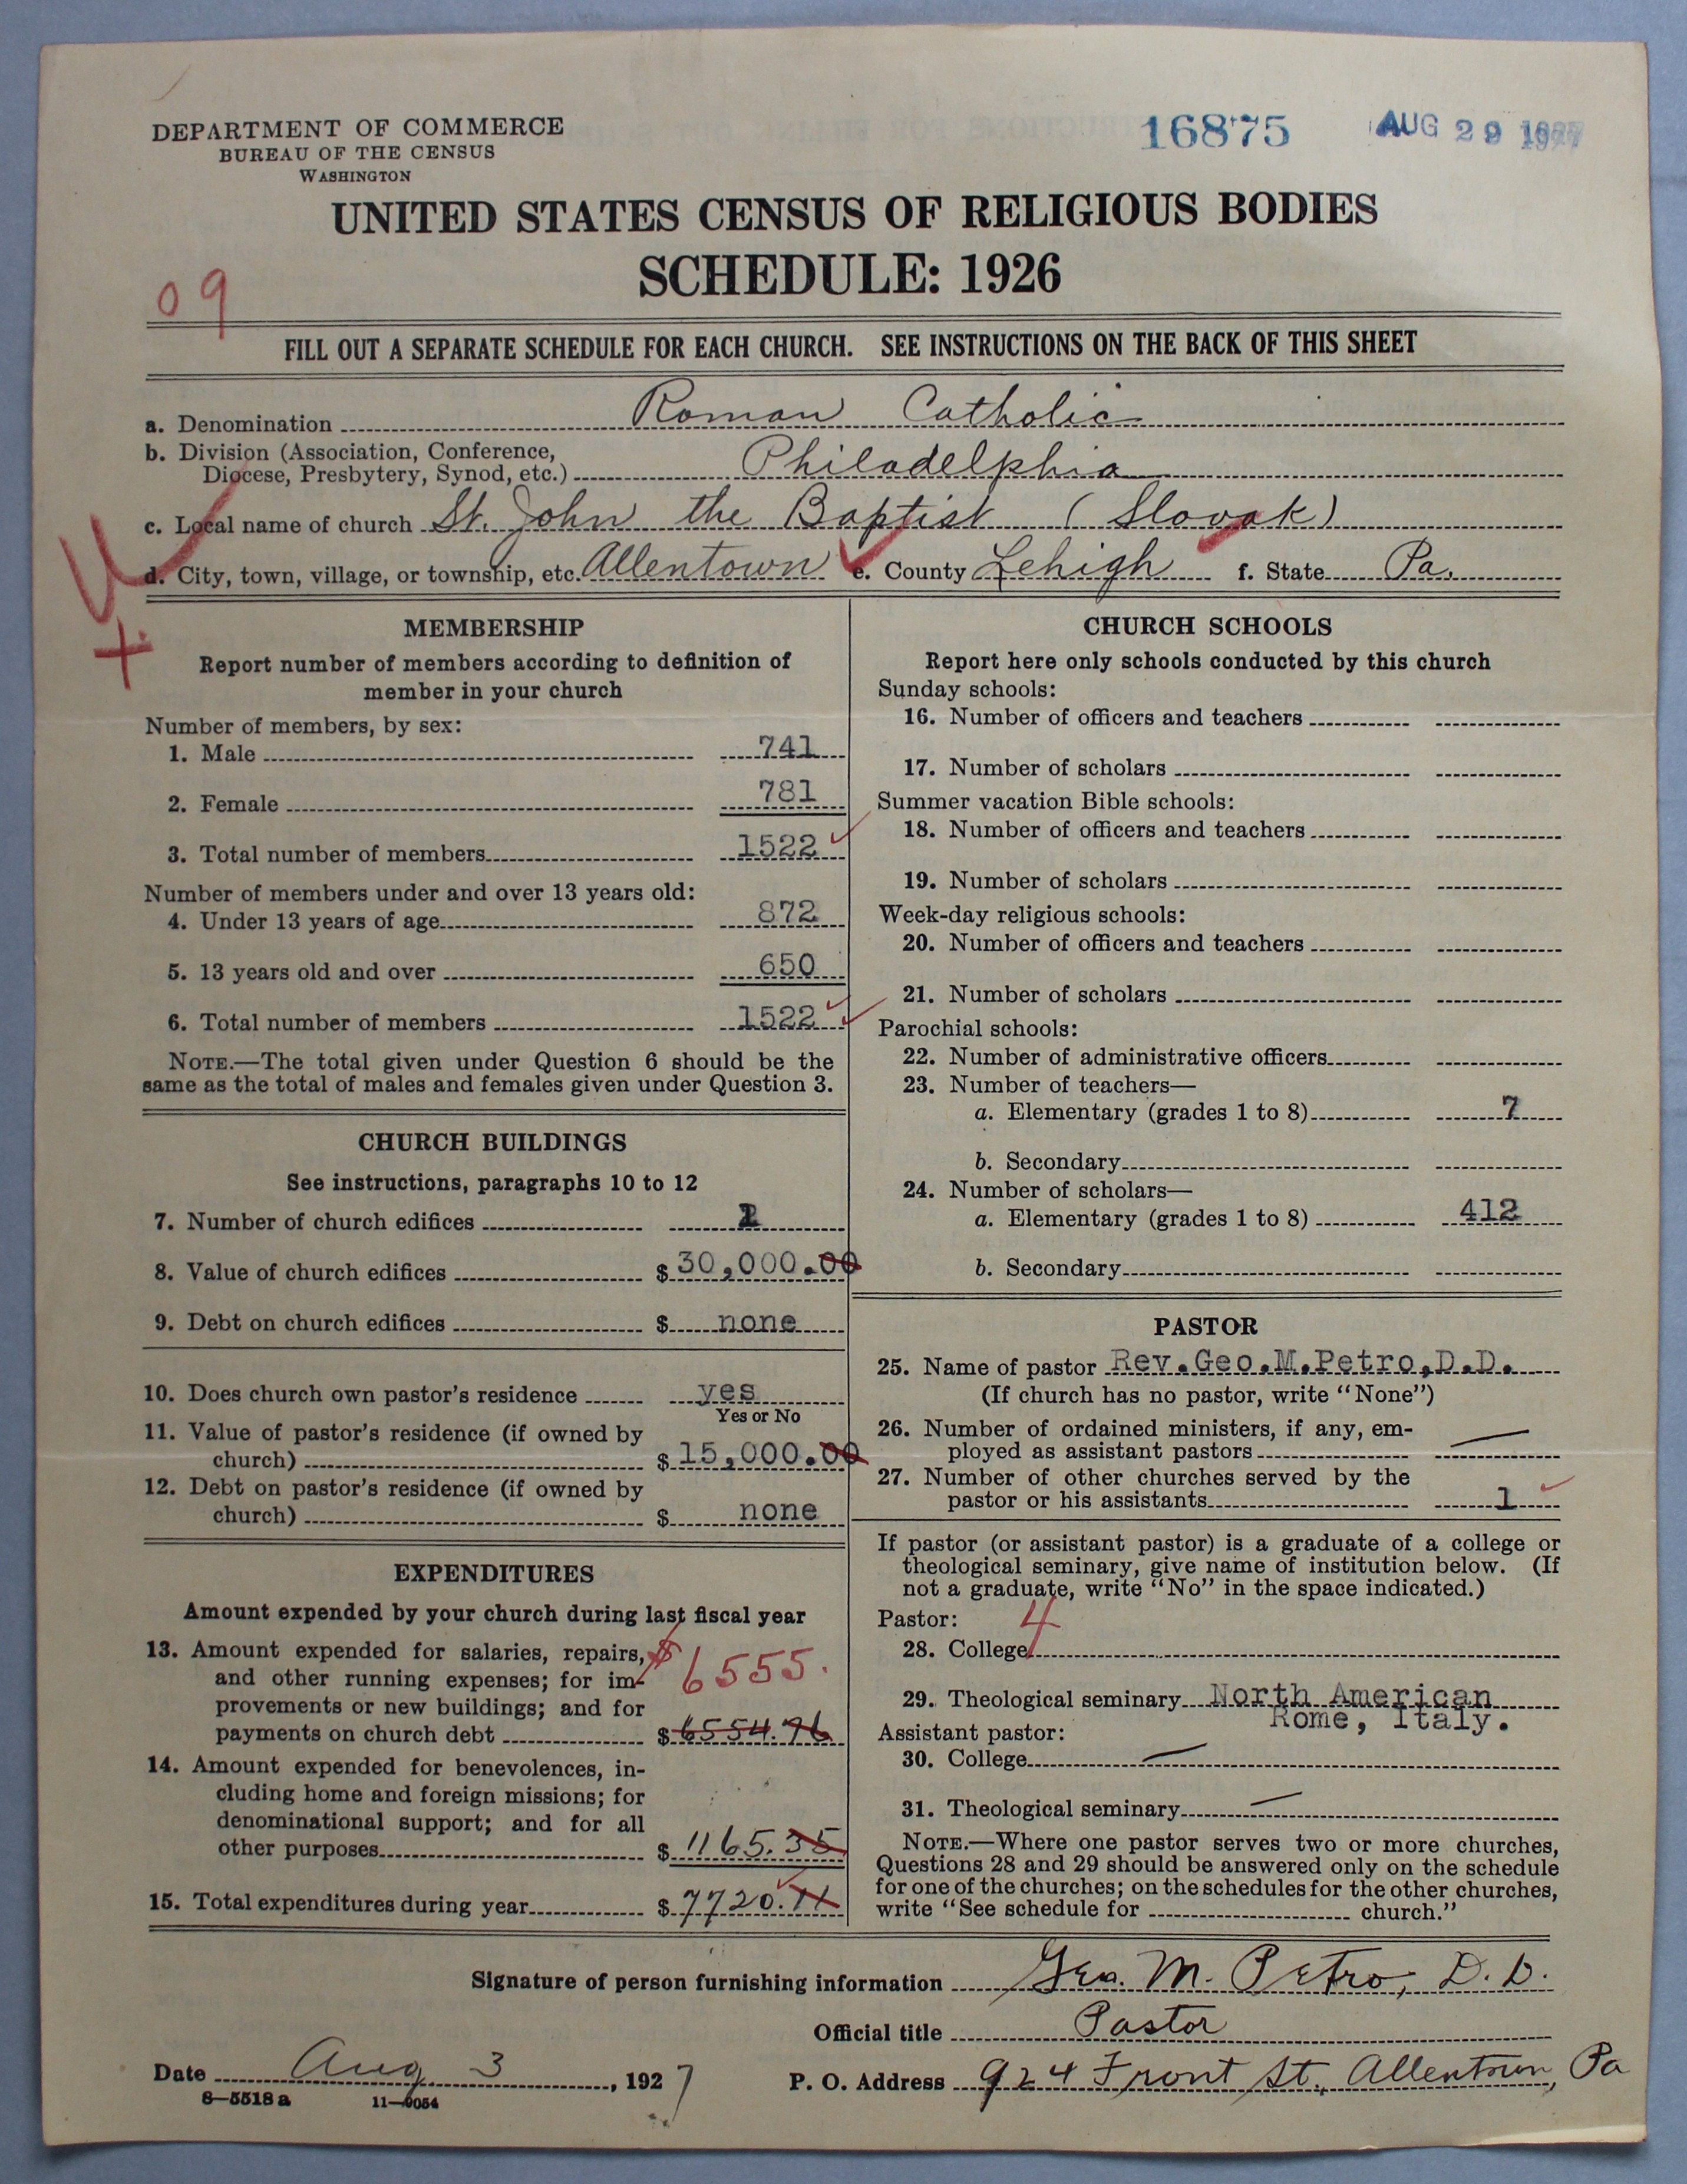 DEPARTMENT OF COMMERCE
BUREAU OF THE CENSUS
WASHINGTON
16875
AUG 29 1927
UNITED STATES CENSUS OF RELIGIOUS BODIES
SCHEDULE: 1926
09
FILL OUT A SEPARATE SCHEDULE FOR EACH CHURCH. SEE INSTRUCTIONS ON THE BACK OF THIS SHEET
a. Denomination Roman Catholic
b. Division (Association, Conference,
Diocese, Presbytery, Synod, etc.) Philadelphia
c. Local name of church St. John the Baptist (Slovak)
d. City, town, village, or township, etc. Allentown e. County Lehigh f. State Pa.
MEMBERSHIP
Report number of members according to definition of
member in your church
Number of members, by sex:
1. Male 741
2. Female 781
3. Total number of members 1522
Number of members under and over 13 years old:
4. Under 13 years of age 872
5. 13 years old and over 650
6. Total number of members 1522
NOTE.—The total given under Question 6 should be the
same as the total of males and females given under Question 3.
CHURCH BUILDINGS
See instructions, paragraphs 10 to 12
7. Number of church edifices
8. Value of church edifices $ 30,000.00
9. Debt on church edifices $ none
10. Does church own pastor's residence yes
Yes or No
11. Value of pastor's residence (if owned by
church) $ 15,000.00
12. Debt on pastor's residence (if owned by
church) $ none
EXPENDITURES
Amount expended by your church during last fiscal year
13. Amount expended for salaries, repairs,
and other running expenses; for im-
provements or new buildings; and for
payments on church debt $ 6554.76
$ 6555.
14. Amount expended for benevolences, in-
cluding home and foreign missions; for
denominational support; and for all
other purposes $ 1165.35
15. Total expenditures during year $ 7720.11
CHURCH SCHOOLS
Report here only schools conducted by this church
Sunday schools:
16. Number of officers and teachers
17. Number of scholars
Summer vacation Bible schools:
18. Number of officers and teachers
19. Number of scholars
Week-day religious schools:
20. Number of officers and teachers
21. Number of scholars
Parochial schools:
22. Number of administrative officers
23. Number of teachers—
a. Elementary (grades 1 to 8) 7
b. Secondary
24. Number of scholars—
a. Elementary (grades 1 to 8) 412
b. Secondary
PASTOR
25. Name of pastor Rev.Geo.M.Petro,D.D.
(If church has no pastor, write "None")
26. Number of ordained ministers, if any, em-
ployed as assistant pastors —
27. Number of other churches served by the
pastor or his assistants 1
If pastor (or assistant pastor) is a graduate of a college or
theological seminary, give name of institution below. (If
not a graduate, write "No" in the space indicated.)
Pastor:
4
28. College
29. Theological seminary North American
Rome, Italy.
Assistant pastor:
30. College —
31. Theological seminary —
NOTE.—Where one pastor serves two or more churches,
Questions 28 and 29 should be answered only on the schedule
for one of the churches; on the schedules for the other churches,
write "See schedule for church."
Signature of person furnishing information Geo. M. Petro, D.D.
Official title Pastor
Date Aug 3, 1927
P. O. Address 924 Front St., Allentown, Pa
8—5518 a 11—9054